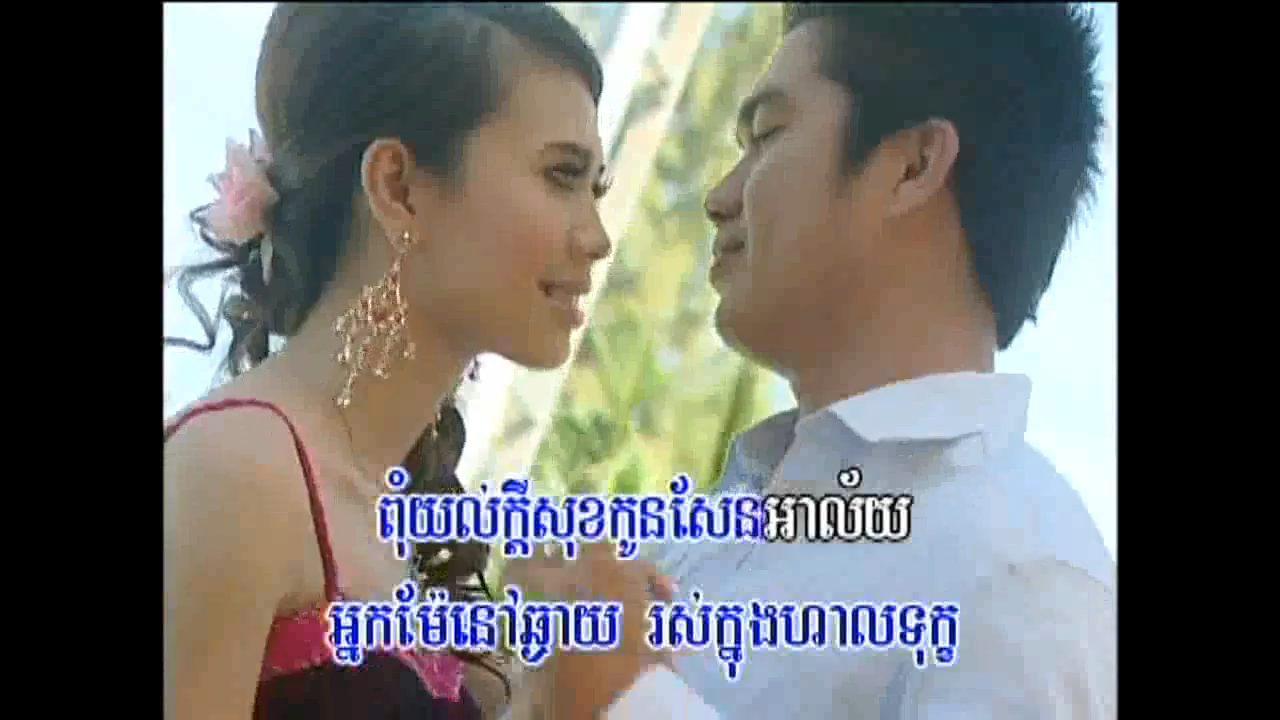 ពុំយល់ក្ដីសុខកូនសែនអាល័យ
អ្នកម៉ែនៅឆ្ងាយ រស់ក្នុងហាលទុក្ខ